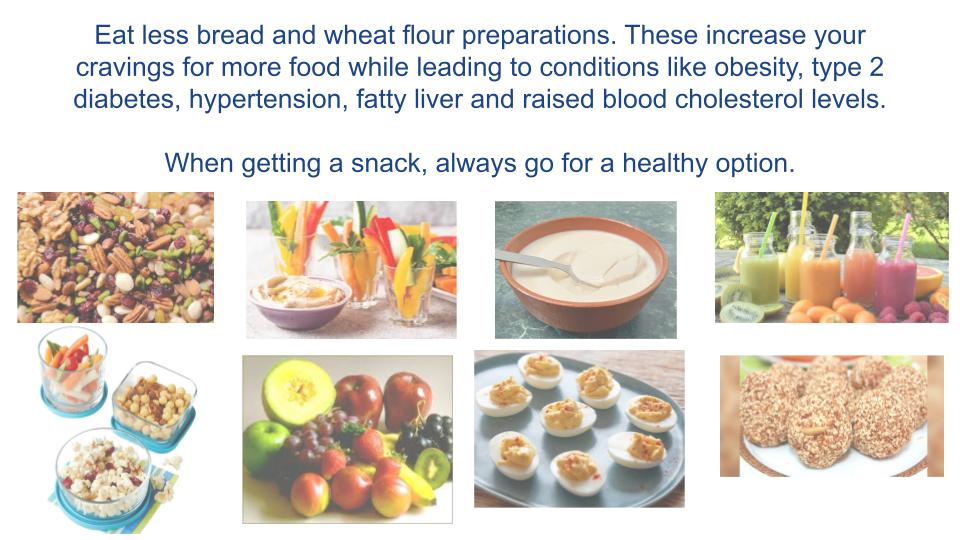 Eat less bread and wheat flour preparations. These increase your
cravings for more food while leading to conditions like obesity, type 2
diabetes, hypertension, fatty liver and raised blood cholesterol levels.
When getting a snack, always go for a healthy option.